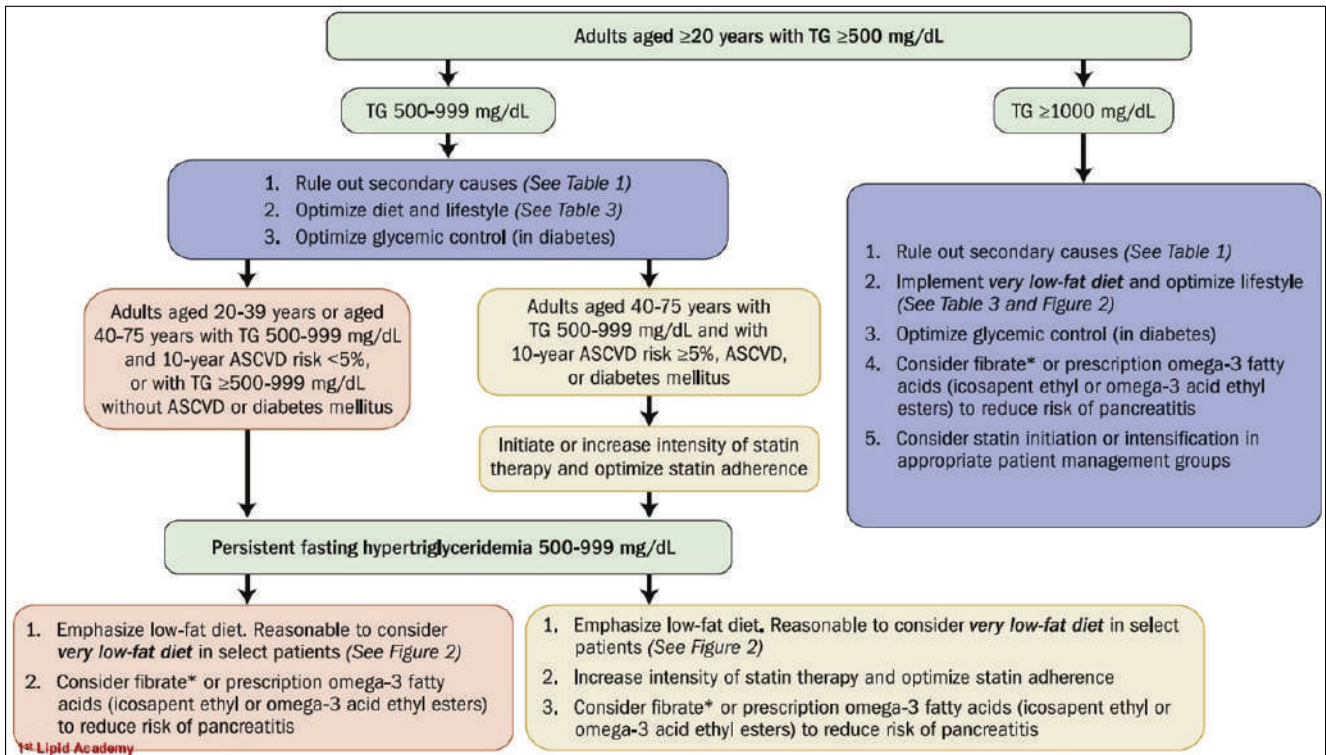 Adults aged ≥20 years with TG ≥500 mg/dL
TG 500-999 mg/dL
TG ≥1000 mg/dL
1. Rule out secondary causes (See Table 1)
2. Optimize diet and lifestyle (See Table 3)
3. Optimize glycemic control (in diabetes)
1. Rule out secondary causes (See Table 1)
2. Implement very low-fat diet and optimize lifestyle
(See Table 3 and Figure 2)
3. Optimize glycemic control (in diabetes)
4. Consider fibrate* or prescription omega-3 fatty
acids (icosapent ethyl or omega-3 acid ethyl
esters) to reduce risk of pancreatitis
5. Consider statin initiation or intensification in
appropriate patient management groups
Adults aged 20-39 years or aged
40-75 years with TG 500-999 mg/dL
and 10-year ASCVD risk <5%,
or with TG ≥500-999 mg/dL
without ASCVD or diabetes mellitus
Adults aged 40-75 years with
TG 500-999 mg/dL and with
10-year ASCVD risk ≥5%, ASCVD,
or diabetes mellitus
Initiate or increase intensity of statin
therapy and optimize statin adherence
Persistent fasting hypertriglyceridemia 500-999 mg/dL
1. Emphasize low-fat diet. Reasonable to consider
very low-fat diet in select patients (See Figure 2)
2. Consider fibrate* or prescription omega-3 fatty
acids (icosapent ethyl or omega-3 acid ethyl esters)
to reduce risk of pancreatitis
1. Emphasize low-fat diet. Reasonable to consider very low-fat diet in select
patients (See Figure 2)
2. Increase intensity of statin therapy and optimize statin adherence
3. Consider fibrate* or prescription omega-3 fatty acids (icosapent ethyl or
omega-3 acid ethyl esters) to reduce risk of pancreatitis
1st Lipid Academy